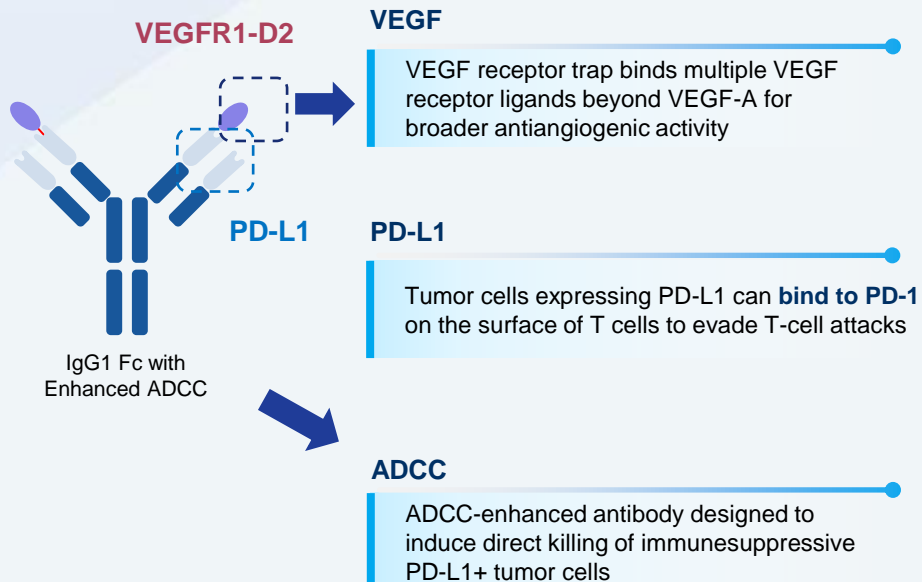 VEGFR1-D2
PD-L1
IgG1 Fc with
Enhanced ADCC
VEGF
VEGF receptor trap binds multiple VEGF
receptor ligands beyond VEGF-A for
broader antiangiogenic activity
PD-L1
Tumor cells expressing PD-L1 can bind to PD-1
on the surface of T cells to evade T-cell attacks
ADCC
ADCC-enhanced antibody designed to
induce direct killing of immunesuppressive
PD-L1+ tumor cells